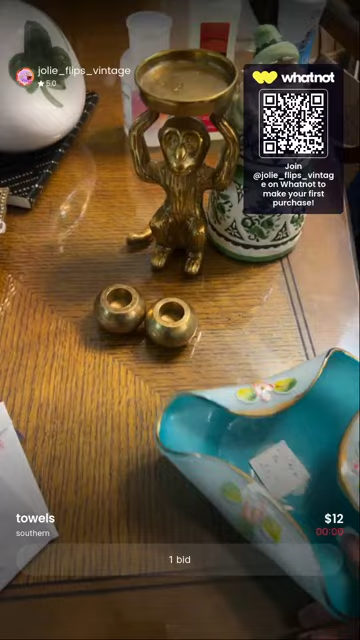 jolie_flips_vintage
★5.0
whatnot
Join
@jolie_flips_vintag
e on Whatnot to
make your first
purchase!
towels
$12
southern
00:00
1 bid